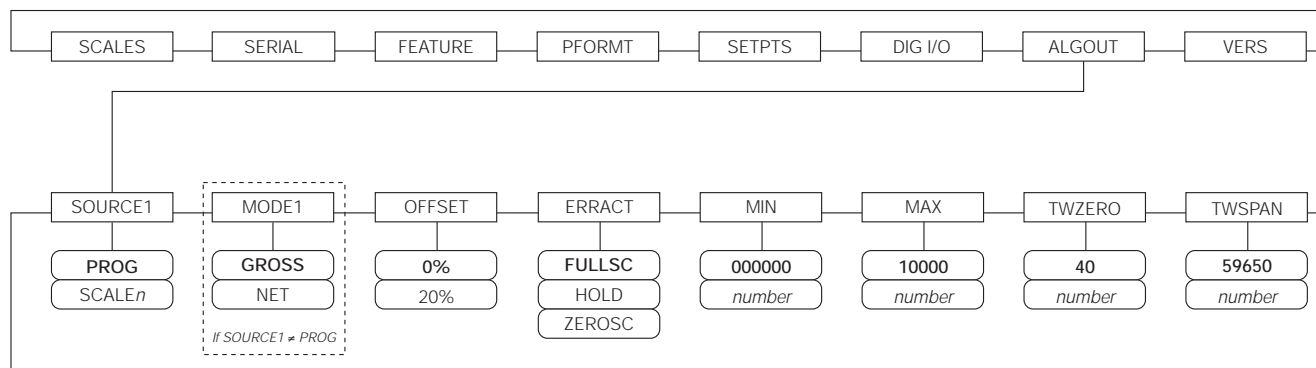 SCALES SERIAL FEATURE PFORMT SETPTS DIG I/O ALGOUT VERS
SOURCE1 MODE1 OFFSET ERRACT MIN MAX TWZERO TWSPAN
PROG GROSS 0% FULLSC 000000 10000 40 59650
SCALEn NET 20% HOLD number number number number
ZEROSC
If SOURCE1 ≠ PROG